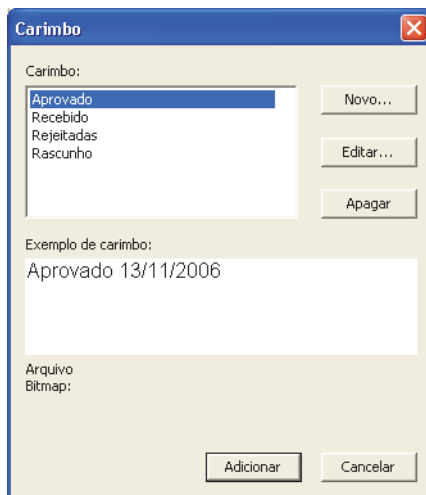 Carimbo
Carimbo:
Aprovado
Recebido
Rejeitadas
Rascunho
Novo...
Editar...
Apagar
Exemplo de carimbo:
Aprovado 13/11/2006
Arquivo
Bitmap:
Adicionar
Cancelar